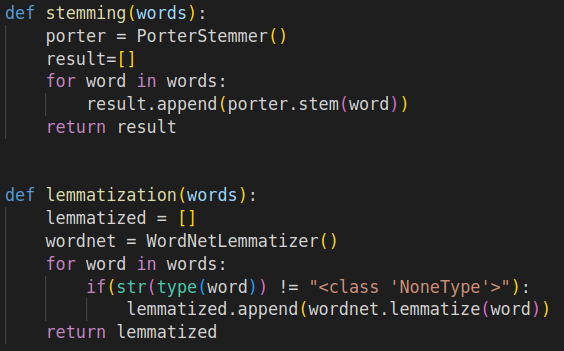 def stemming(words):
    porter = PorterStemmer()
    result=[]
    for word in words:
        result.append(porter.stem(word))
    return result
def lemmatization(words):
    lemmatized = []
    wordnet = WordNetLemmatizer()
    for word in words:
        if(str(type(word)) != "<class 'NoneType'>"):
            lemmatized.append(wordnet.lemmatize(word))
    return lemmatized